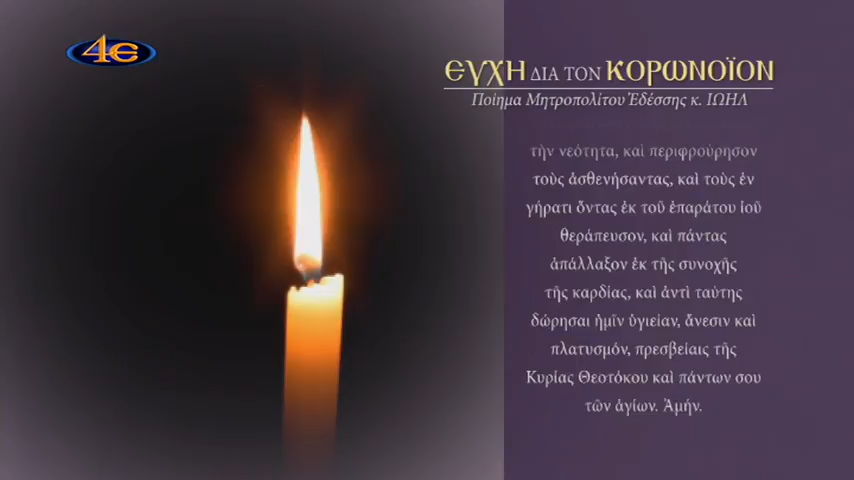 4ε
ΕΥΧΗ ΔΙΑ ΤΟΝ ΚΟΡΩΝΟΪΟΝ
Ποίημα Μητροπολίτου Ἐδέσσης κ. ΙΩΗΛ
τὴν νεότητα, καὶ περιφρούρησον
τοὺς ἀσθενήσαντας, καὶ τοὺς ἐν
γήρατι ὄντας ἐκ τοῦ ἐπαράτου ἰοῦ
θεράπευσον, καὶ πάντας
ἀπάλλαξον ἐκ τῆς συνοχῆς
τῆς καρδίας, καὶ ἀντὶ ταύτης
δώρησαι ἡμῖν ὑγιείαν, ἄνεσιν καὶ
πλατυσμόν, πρεσβείαις τῆς
Κυρίας Θεοτόκου καὶ πάντων σου
τῶν ἁγίων. Ἀμήν.